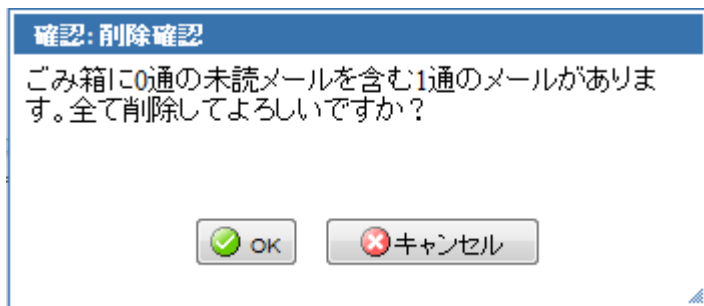 確認:削除確認
ごみ箱に0通の未読メールを含む1通のメールがありま
す。全て削除してよろしいですか？
OK
キャンセル